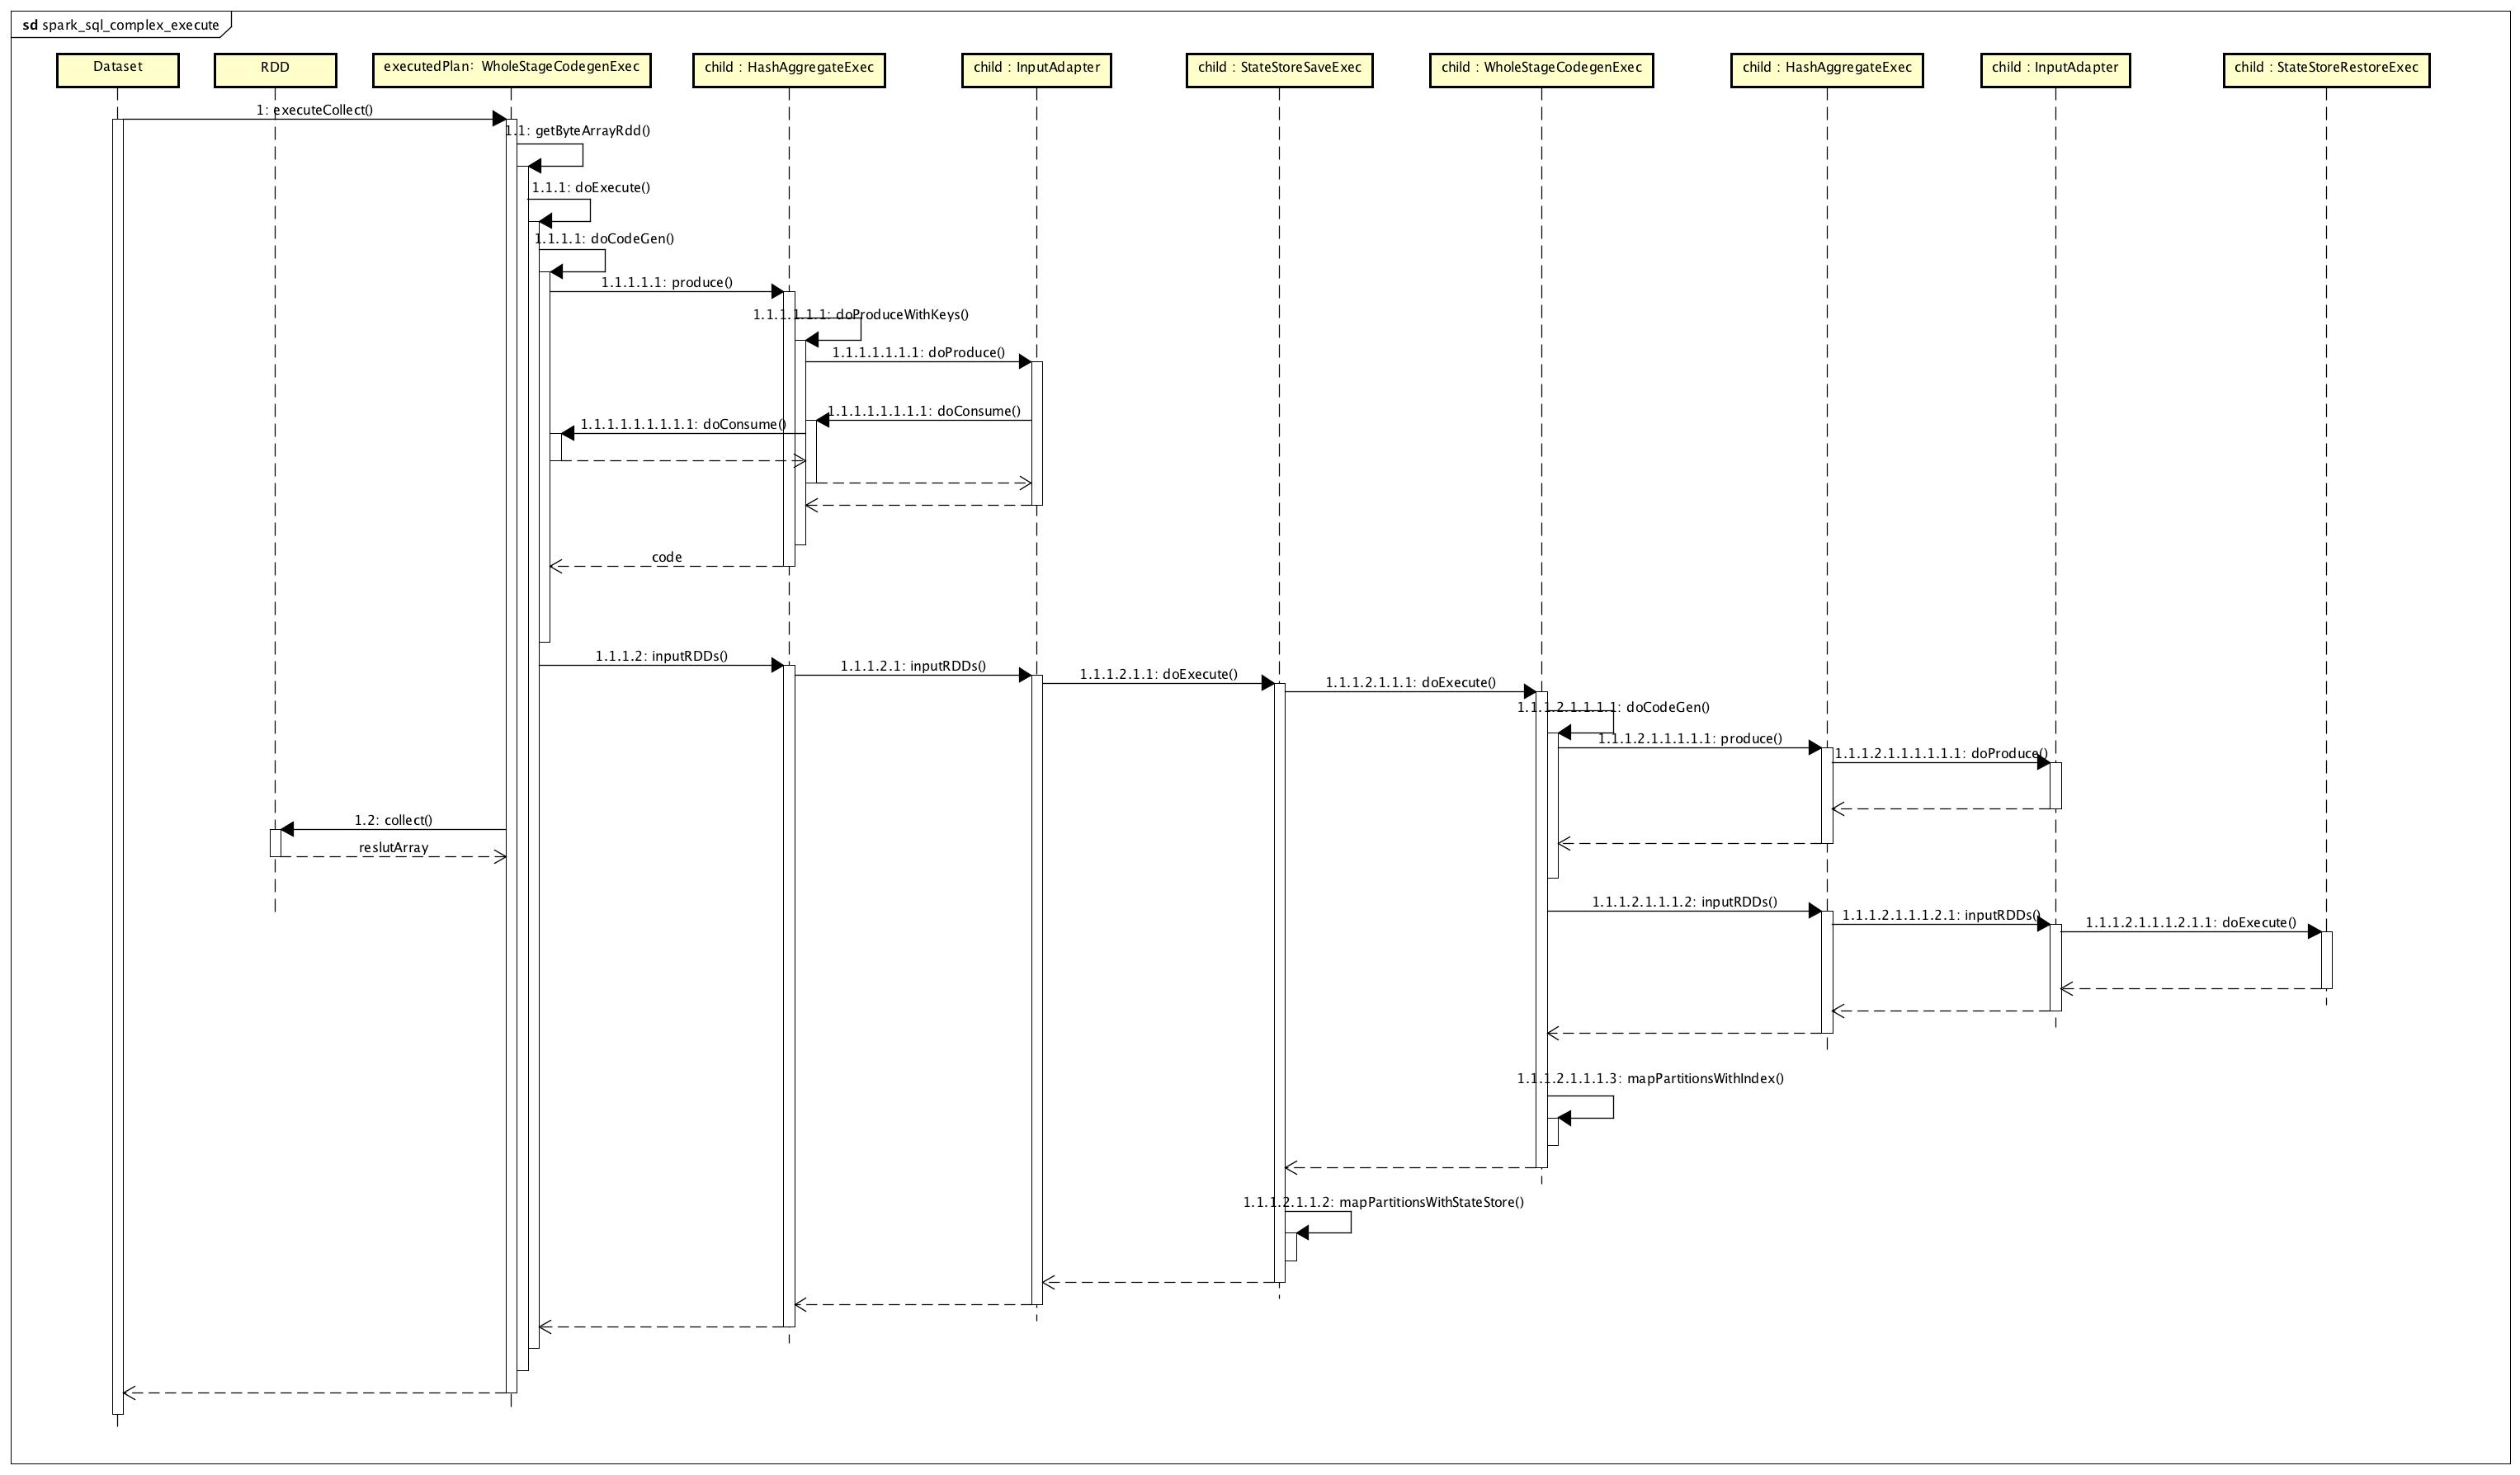 sd spark_sql_complex_execute
Dataset
RDD
executedPlan: WholeStageCodegenExec
child : HashAggregateExec
child : InputAdapter
child : StateStoreSaveExec
child : WholeStageCodegenExec
child : HashAggregateExec
child : InputAdapter
child : StateStoreRestoreExec
1: executeCollect()
1.1: getByteArrayRdd()
1.1.1: doExecute()
1.1.1.1: doCodeGen()
1.1.1.1.1: produce()
1.1.1.1.1.1: doProduceWithKeys()
1.1.1.1.1.1.1: doProduce()
1.1.1.1.1.1.1.1: doConsume()
1.1.1.1.1.1.1.1.1: doConsume()
code
1.1.1.2: inputRDDs()
1.1.1.2.1: inputRDDs()
1.1.1.2.1.1: doExecute()
1.1.1.2.1.1.1: doExecute()
1.1.1.2.1.1.1.1: doCodeGen()
1.1.1.2.1.1.1.1.1: produce()
1.1.1.2.1.1.1.1.1.1: doProduce()
1.2: collect()
reslutArray
1.1.1.2.1.1.1.2: inputRDDs()
1.1.1.2.1.1.1.2.1: inputRDDs()
1.1.1.2.1.1.1.2.1.1: doExecute()
1.1.1.2.1.1.1.3: mapPartitionsWithIndex()
1.1.1.2.1.1.2: mapPartitionsWithStateStore()